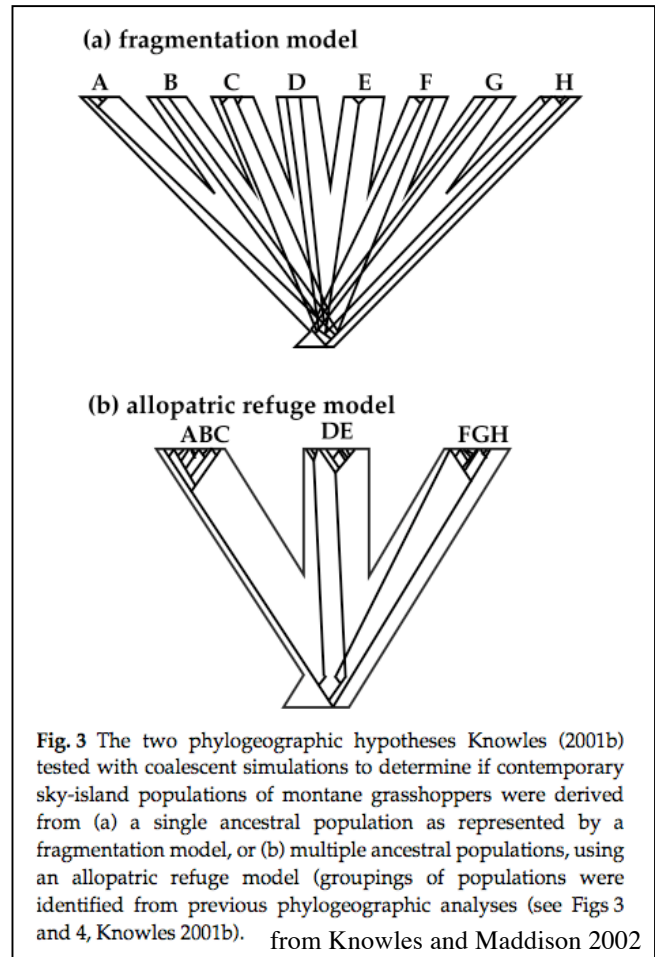 (a) fragmentation model
A B C D E F G H
(b) allopatric refuge model
ABC DE FGH
Fig. 3 The two phylogeographic hypotheses Knowles (2001b)
tested with coalescent simulations to determine if contemporary
sky-island populations of montane grasshoppers were derived
from (a) a single ancestral population as represented by a
fragmentation model, or (b) multiple ancestral populations, using
an allopatric refuge model (groupings of populations were
identified from previous phylogeographic analyses (see Figs 3
and 4, Knowles 2001b). from Knowles and Maddison 2002